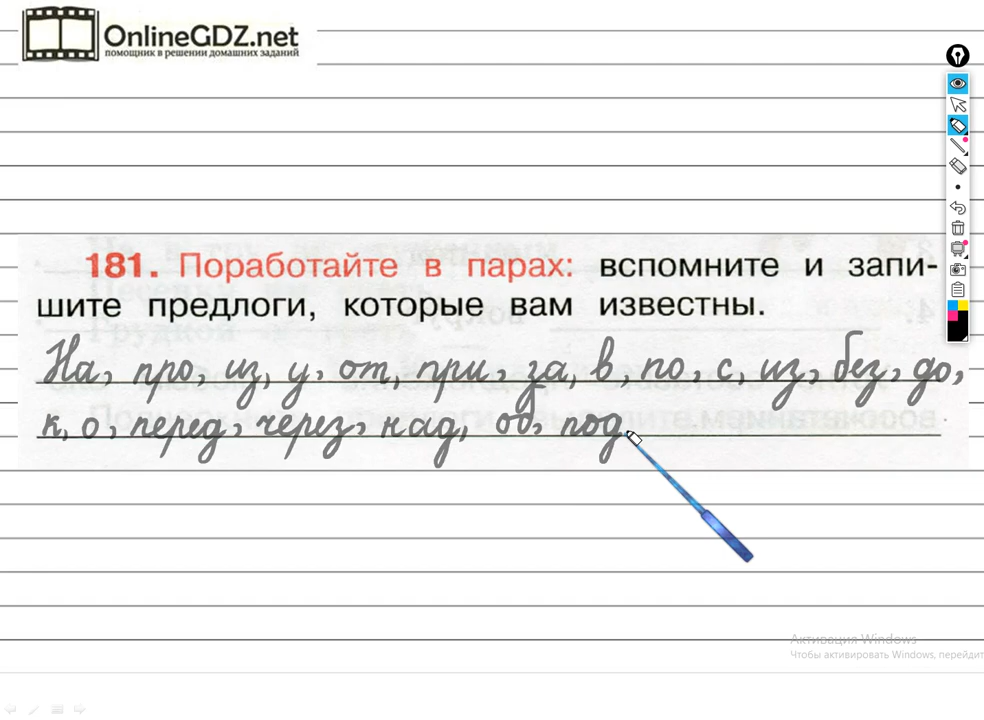 OnlineGDZ.net
помощник в решении домашних заданий
181. Поработайте в парах: вспомните и запи-
шите предлоги, которые вам известны.
На, про, из, у, от, при, за, в, по, с, из, без, до,
к, о, перед, через, над, об, под
Активация Windows
Чтобы активировать Windows, перейдит